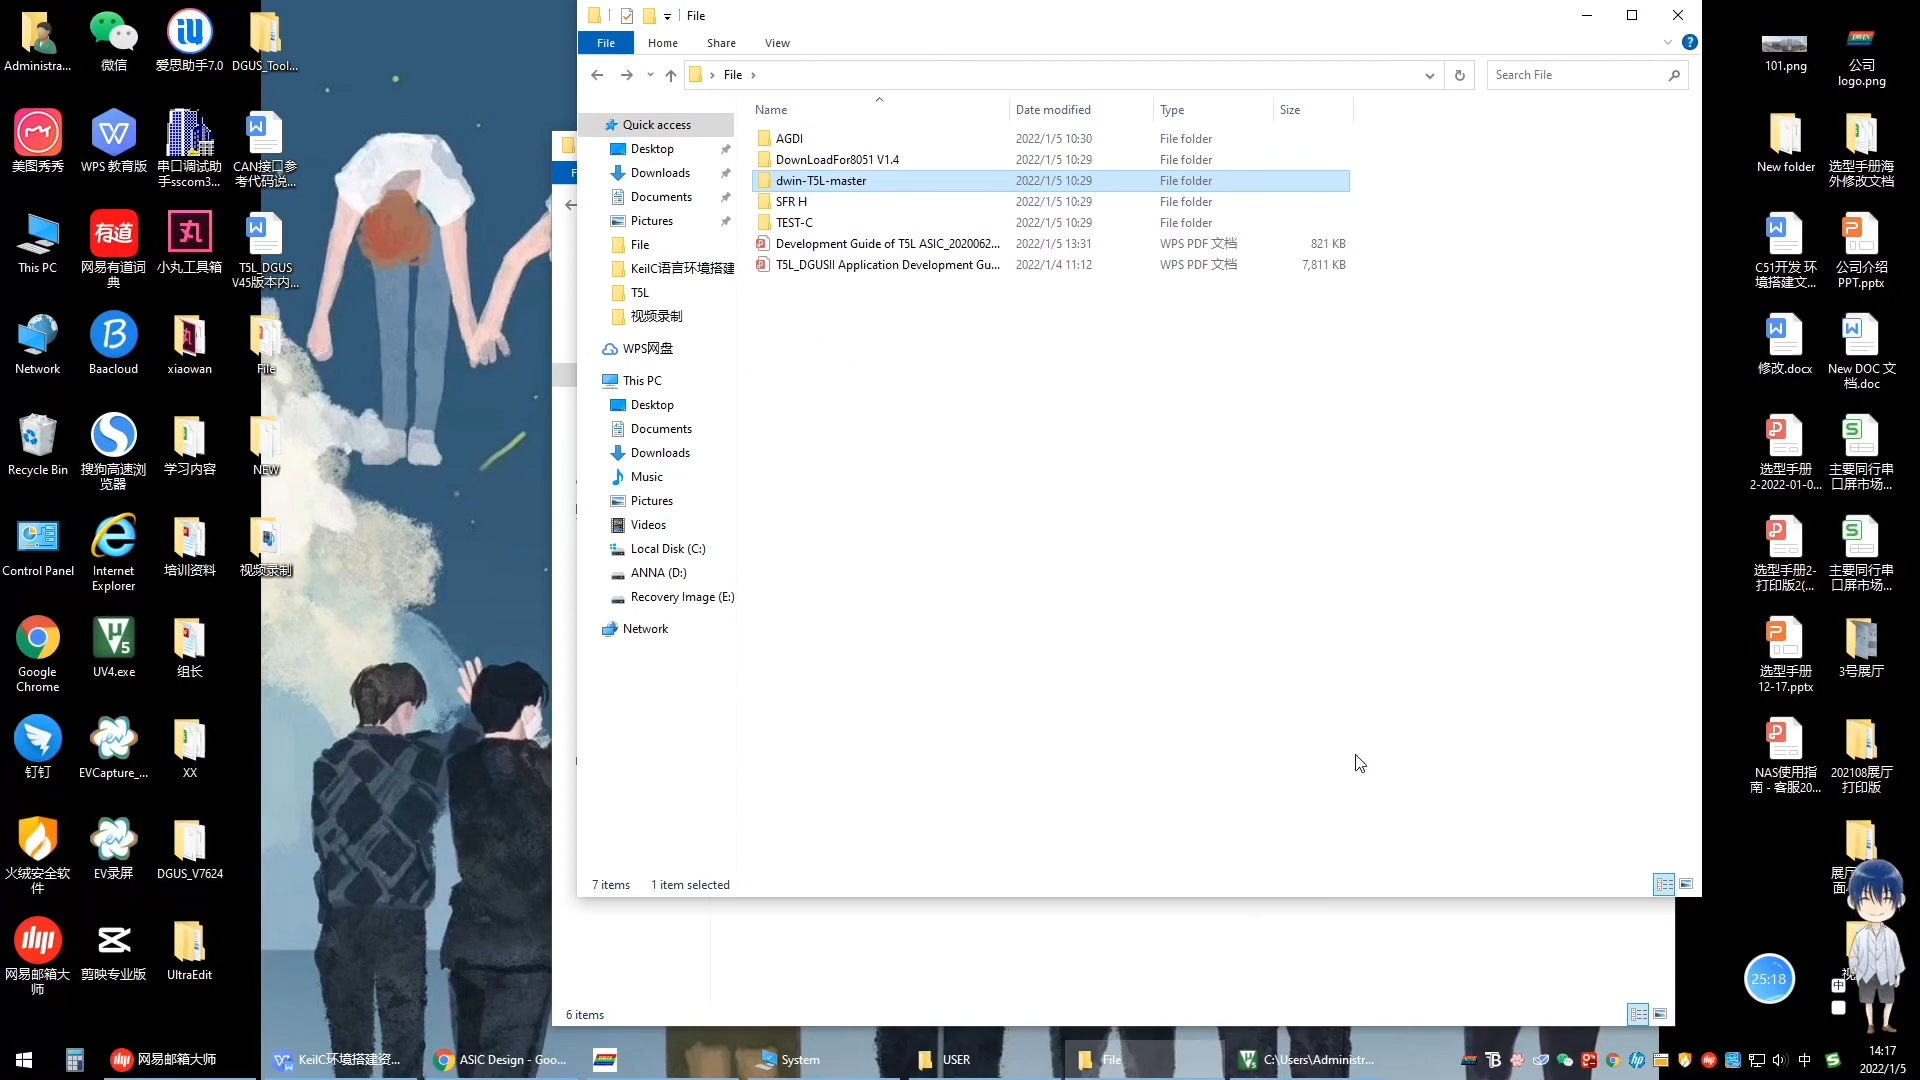 Administra...
微信
爱思助手7.0
DGUS_Tool...
美图秀秀
WPS 教育版
串口调试助
手sscom3...
CAN接口参
考代码说...
This PC
网易有道词
典
小丸工具箱
T5L_DGUS
V45版本内...
Network
Baacloud
xiaowan
File
Recycle Bin
搜狗高速浏
览器
学习内容
NEW
Control Panel
Internet
Explorer
培训资料
视频录制
Google
Chrome
UV4.exe
组长
钉钉
EVCapture_...
XX
火绒安全软
件
EV录屏
DGUS_V7624
网易邮箱大
师
剪映专业版
UltraEdit
File
File
Home
Share
View
File
Search File
Name
Date modified
Type
Size
Quick access
Desktop
Downloads
Documents
Pictures
File
KeilC语言环境搭建
T5L
视频录制
WPS网盘
This PC
Desktop
Documents
Downloads
Music
Pictures
Videos
Local Disk (C:)
ANNA (D:)
Recovery Image (E:)
Network
AGDI 2022/1/5 10:30 File folder
DownLoadFor8051 V1.4 2022/1/5 10:29 File folder
dwin-T5L-master 2022/1/5 10:29 File folder
SFR H 2022/1/5 10:29 File folder
TEST-C 2022/1/5 10:29 File folder
Development Guide of T5L ASIC_2020062... 2022/1/5 13:31 WPS PDF 文档 821 KB
T5L_DGUSII Application Development Gu... 2022/1/4 11:12 WPS PDF 文档 7,811 KB
7 items 1 item selected
6 items
101.png
公司
logo.png
New folder
选型手册海
外修改文档
C51开发 环
境搭建文...
公司介绍
PPT.pptx
修改.docx
New DOC 文
档.doc
选型手册
2-2022-01-0...
主要同行串
口屏市场...
选型手册2-
打印版2(...
主要同行串
口屏市场...
选型手册
12-17.pptx
3号展厅
NAS使用指
南 - 客服20...
202108展厅
打印版
25:18
中
网易邮箱大师
KeilC环境搭建资...
ASIC Design - Goo...
System
USER
File
C:\Users\Administr...
中
14:17
2022/1/5